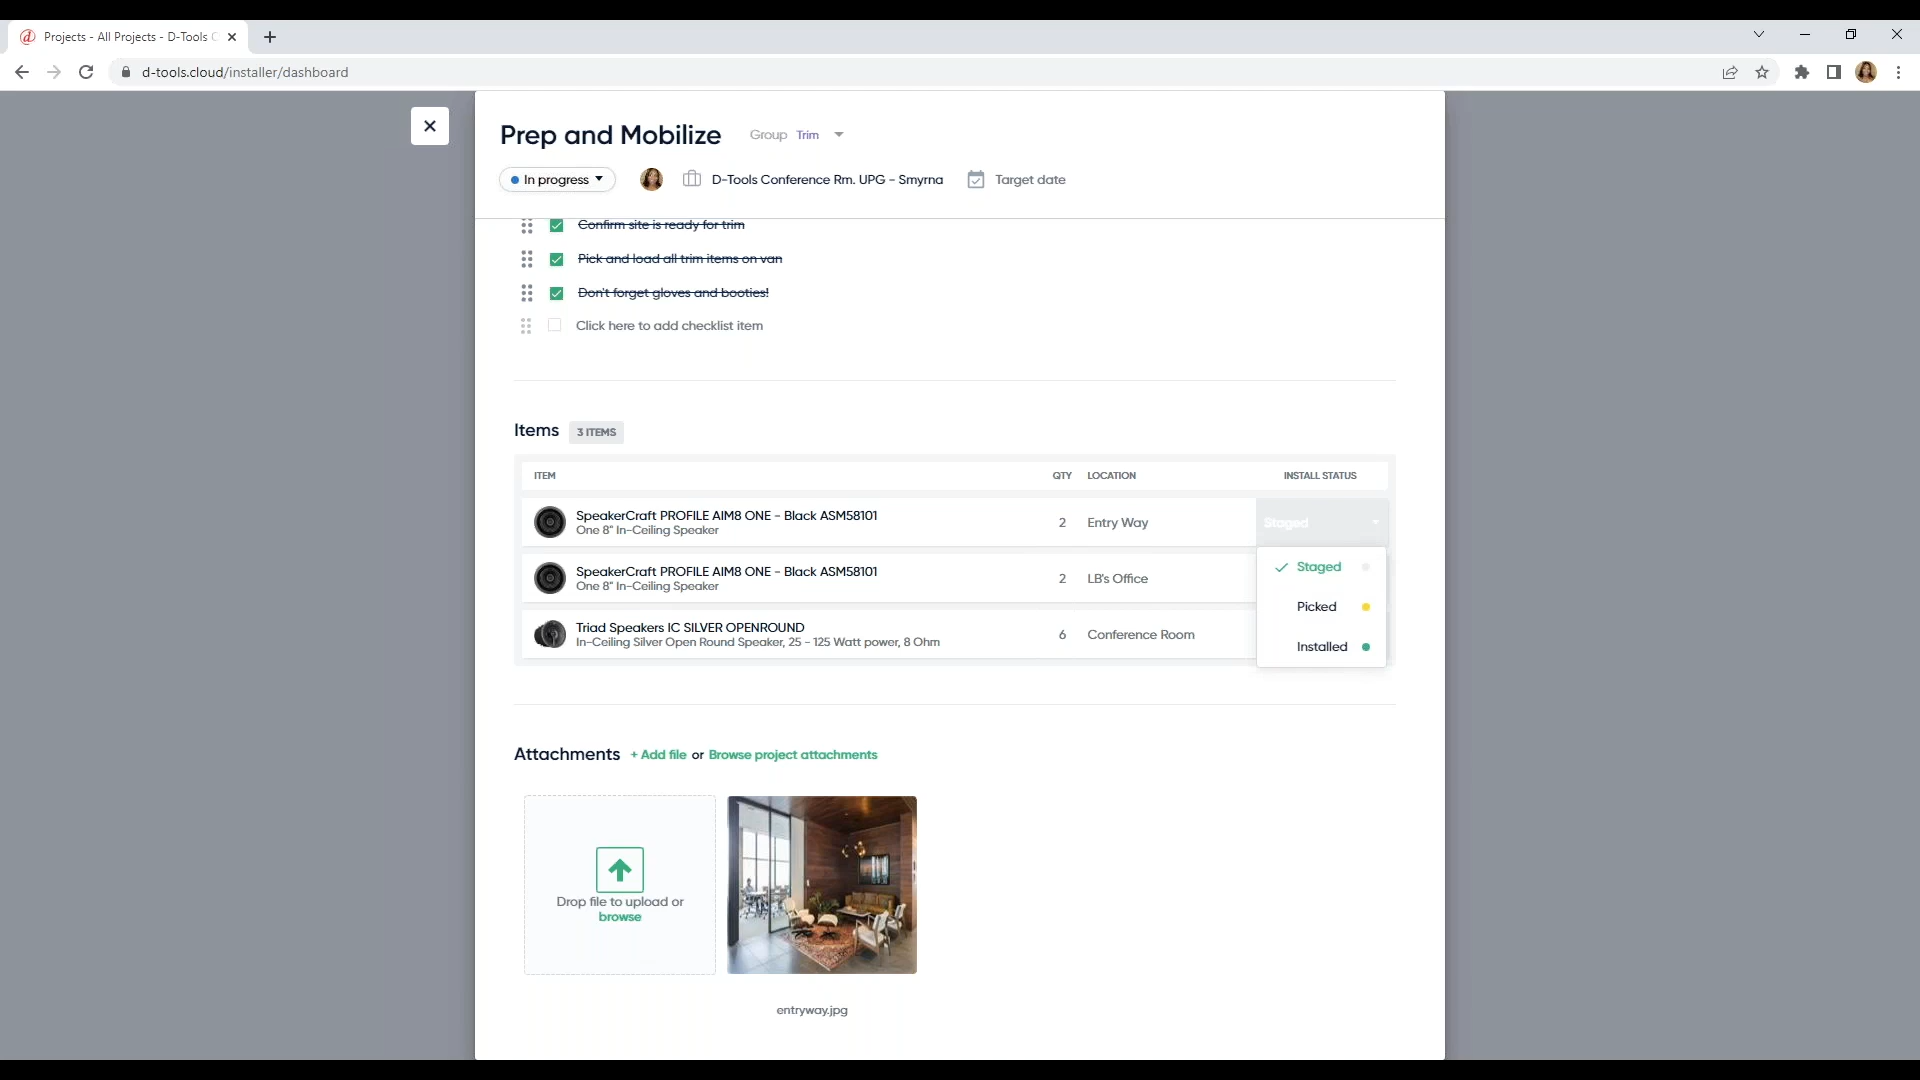 Projects - All Projects - D-Tools C
d-tools.cloud/installer/dashboard
Prep and Mobilize
Group Trim
In progress
D-Tools Conference Rm. UPG - Smyrna
Target date
Confirm site is ready for trim
Pick and load all trim items on van
Don't forget gloves and booties!
Click here to add checklist item
Items 3 ITEMS
ITEM QTY LOCATION INSTALL STATUS
SpeakerCraft PROFILE AIM8 ONE - Black ASM58101
One 8" In-Ceiling Speaker
2 Entry Way Staged
SpeakerCraft PROFILE AIM8 ONE - Black ASM58101
One 8" In-Ceiling Speaker
2 LB's Office
Triad Speakers IC SILVER OPENROUND
In-Ceiling Silver Open Round Speaker, 25 - 125 Watt power, 8 Ohm
6 Conference Room
Staged
Picked
Installed
Attachments + Add file or Browse project attachments
Drop file to upload or
browse
entryway.jpg